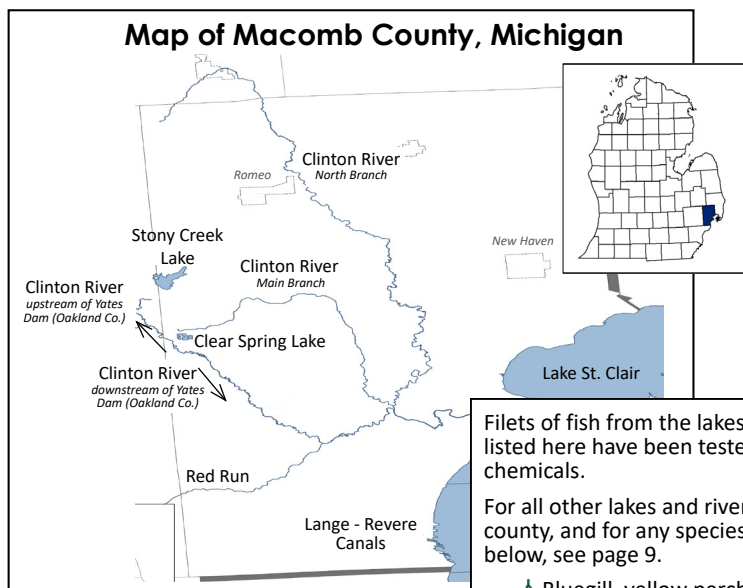 Map of Macomb County, Michigan
Clinton River
North Branch
Romeo
Stony Creek
Lake
New Haven
Clinton River
Main Branch
Clinton River
upstream of Yates
Dam (Oakland Co.)
Clear Spring Lake
Clinton River
downstream of Yates
Dam (Oakland Co.)
Lake St. Clair
Red Run
Lange - Revere
Canals
Filets of fish from the lakes
listed here have been teste
chemicals.
For all other lakes and river
county, and for any species
below, see page 9.
Bluegill, yellow perch